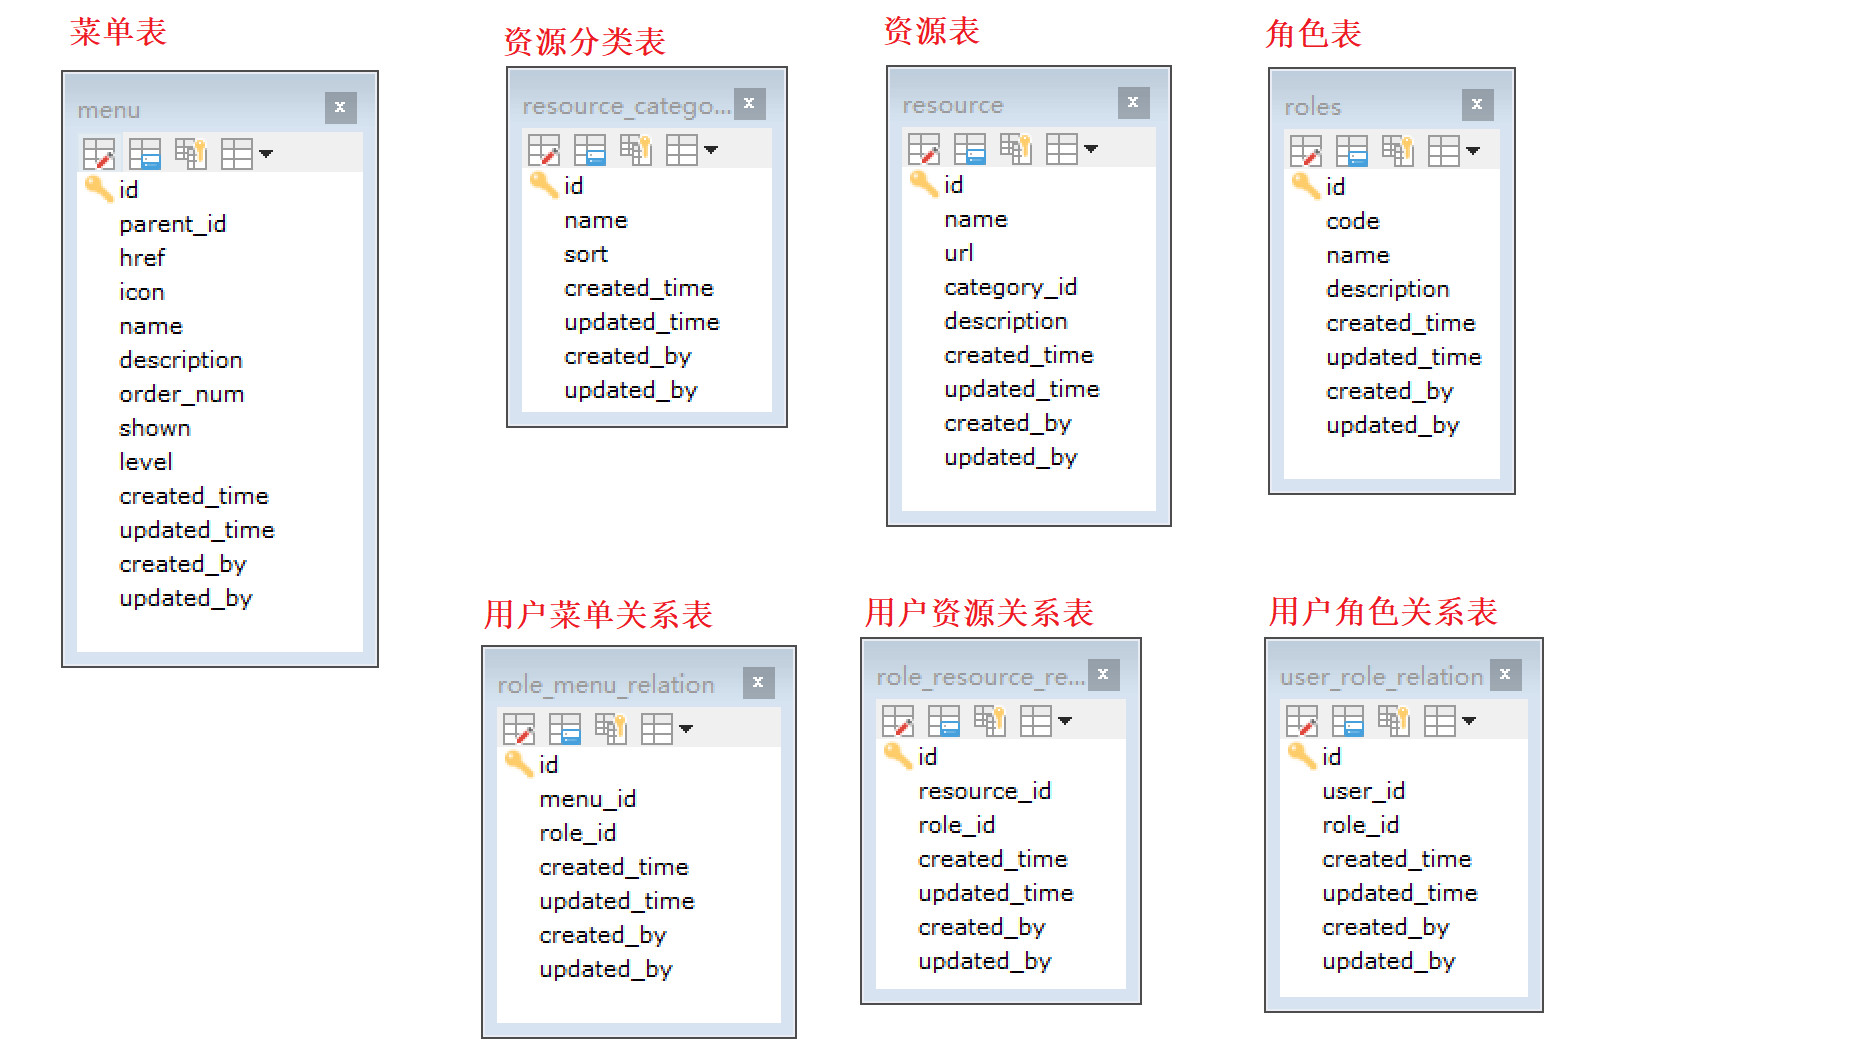 菜单表
menu
id
parent_id
href
icon
name
description
order_num
shown
level
created_time
updated_time
created_by
updated_by
资源分类表
resource_catego...
id
name
sort
created_time
updated_time
created_by
updated_by
资源表
resource
id
name
url
category_id
description
created_time
updated_time
created_by
updated_by
角色表
roles
id
code
name
description
created_time
updated_time
created_by
updated_by
用户菜单关系表
role_menu_relation
id
menu_id
role_id
created_time
updated_time
created_by
updated_by
用户资源关系表
role_resource_re...
id
resource_id
role_id
created_time
updated_time
created_by
updated_by
用户角色关系表
user_role_relation
id
user_id
role_id
created_time
updated_time
created_by
updated_by